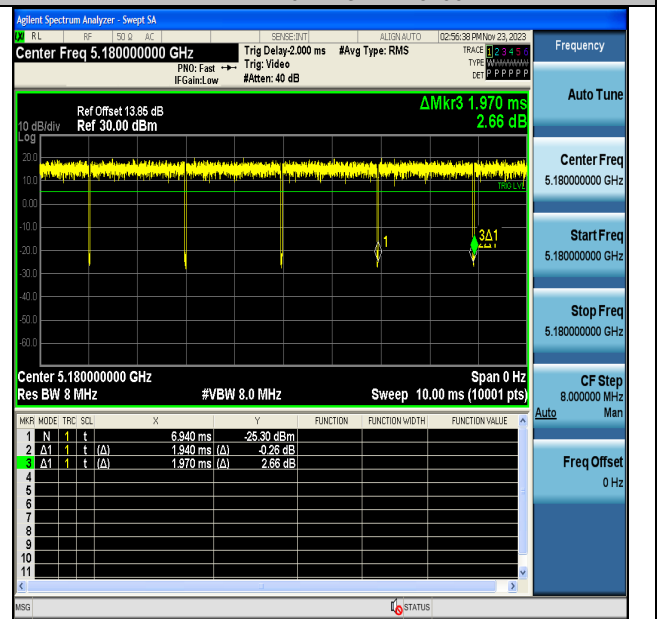 Agilent Spectrum Analyzer - Swept SA
RL RF 50 Ω AC SENSE:INT ALIGN AUTO 02:56:38 PM Nov 23, 2023
Center Freq 5.180000000 GHz
Trig Delay-2.000 ms #Avg Type: RMS
TRACE 1 2 3 4 5 6
PNO: Fast Trig: Video
TYPE
IFGain:Low #Atten: 40 dB
DET P P P P P P
Ref Offset 13.85 dB
ΔMkr3 1.970 ms
10 dB/div Ref 30.00 dBm
2.66 dB
Log
20.0
10.0
TRIG LVL
0.00
-10.0
1
3Δ1
-20.0
-30.0
-40.0
-50.0
-60.0
Center 5.180000000 GHz Span 0 Hz
Res BW 8 MHz #VBW 8.0 MHz Sweep 10.00 ms (10001 pts)
MKR MODE TRC SCL X Y FUNCTION FUNCTION WIDTH FUNCTION VALUE
1 N 1 t 6.940 ms -25.30 dBm
2 Δ1 1 t (Δ) 1.940 ms (Δ) -0.26 dB
3 Δ1 1 t (Δ) 1.970 ms (Δ) 2.66 dB
4
5
6
7
8
9
10
11
MSG STATUS
Frequency
Auto Tune
Center Freq
5.180000000 GHz
Start Freq
5.180000000 GHz
Stop Freq
5.180000000 GHz
CF Step
8.000000 MHz
Auto Man
Freq Offset
0 Hz